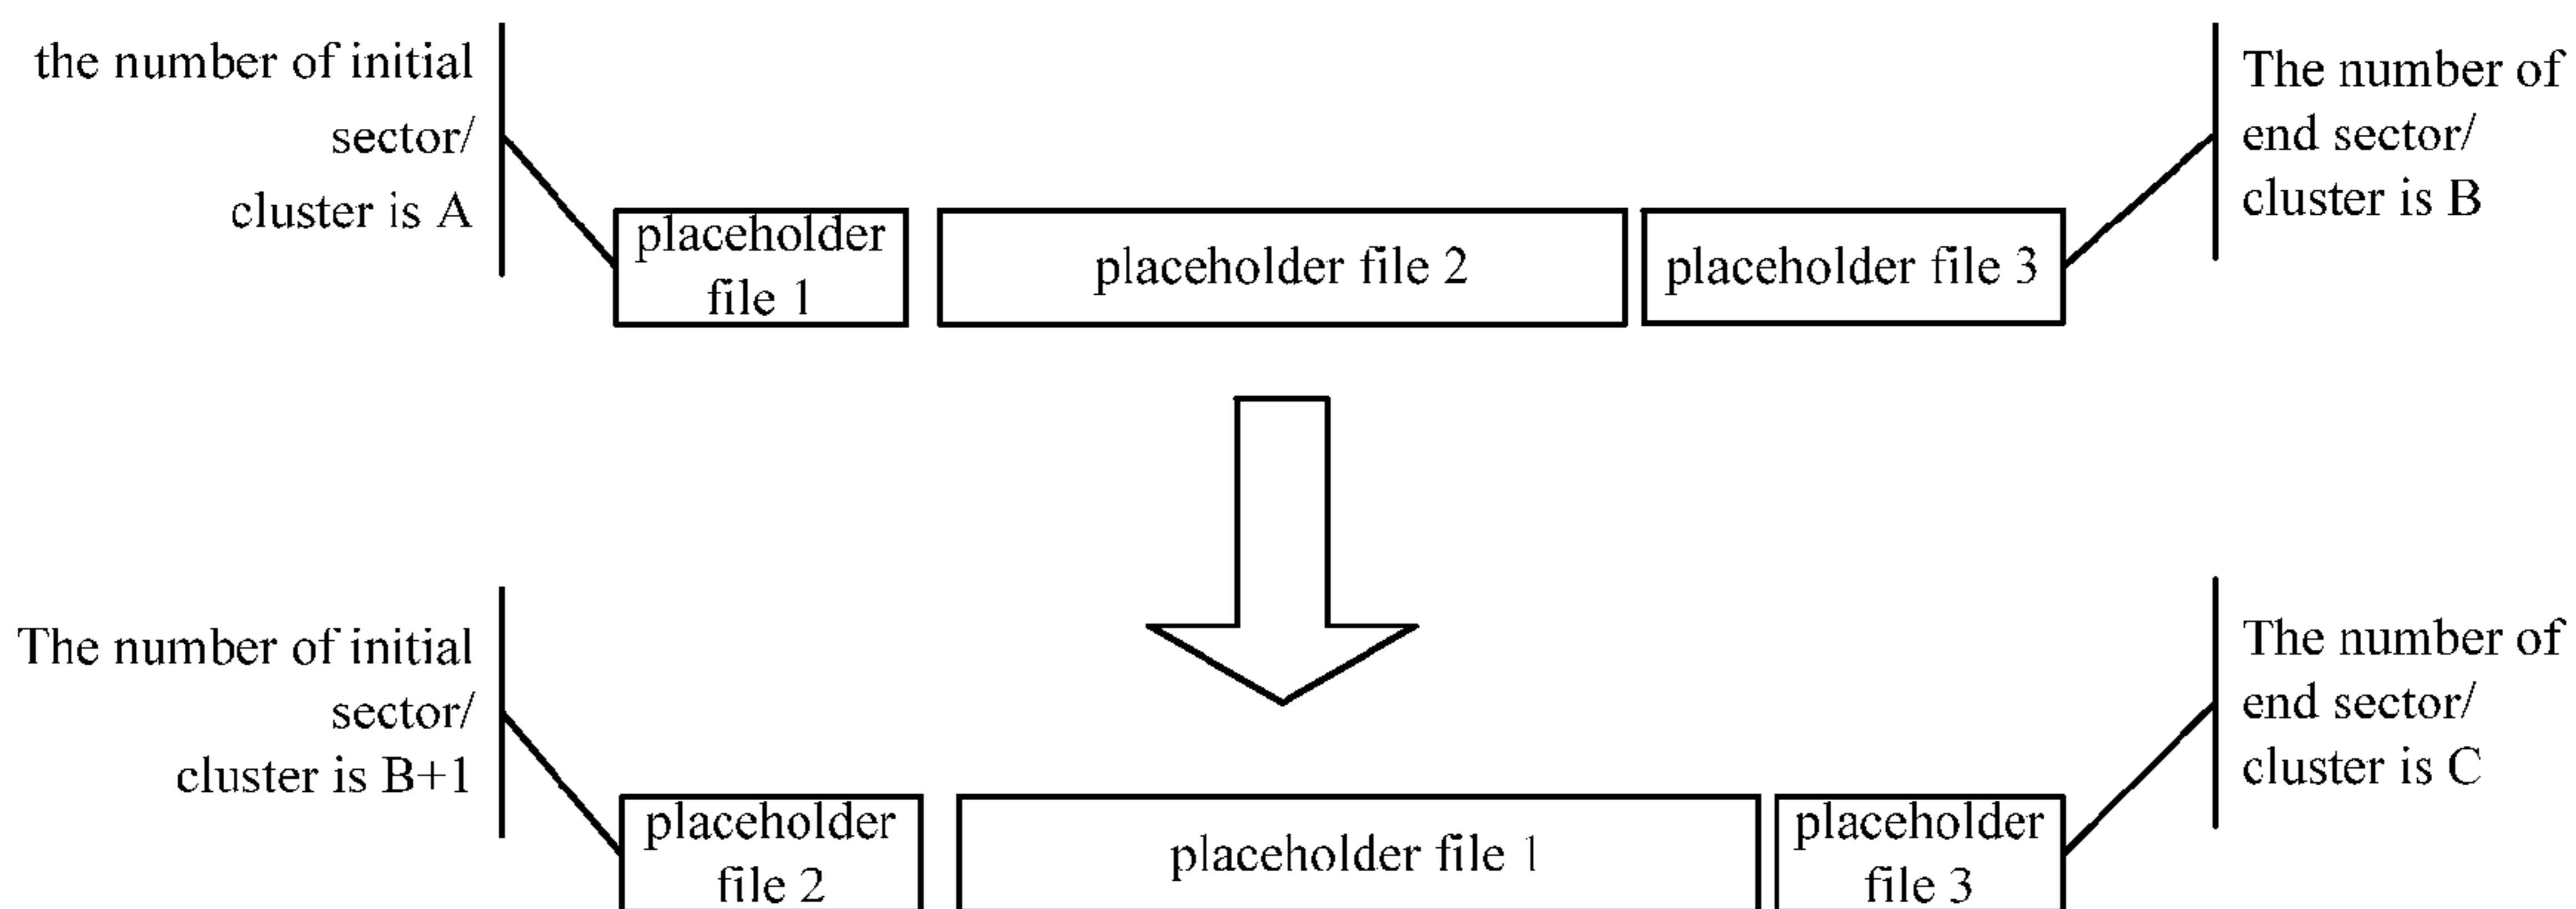 the number of initial
sector/
cluster is A
placeholder
file 1
placeholder file 2
placeholder file 3
The number of
end sector/
cluster is B
The number of initial
sector/
cluster is B+1
placeholder
file 2
placeholder file 1
placeholder
file 3
The number of
end sector/
cluster is C